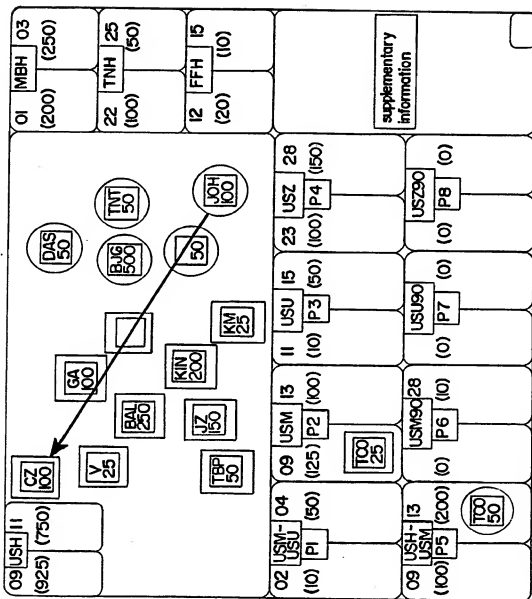 01 MBH 03
(200) (250)
22 TNH 25
(100) (50)
12 FFH 15
(20) (10)
supplementary
information
09 USH 11
(925) (750)
CZ
100
GA
100
DAS
50
V
25
BAL
250
BJG
500
TNT
50
TBP
50
JZ
150
KIN
200
50
JOH
100
KM
25
02 USM-USU 04
(10) P1 (50)
09 USM 13
(125) P2 (100)
TCO
25
11 USU 15
(10) P3 (50)
23 USZ 28
(100) P4 (150)
09 USH-USM 13
(100) P5 (200)
TCO
50
USM90 28
(0) P6 (10)
USU90
(0) P7 (0)
USZ90
(0) P8 (0)